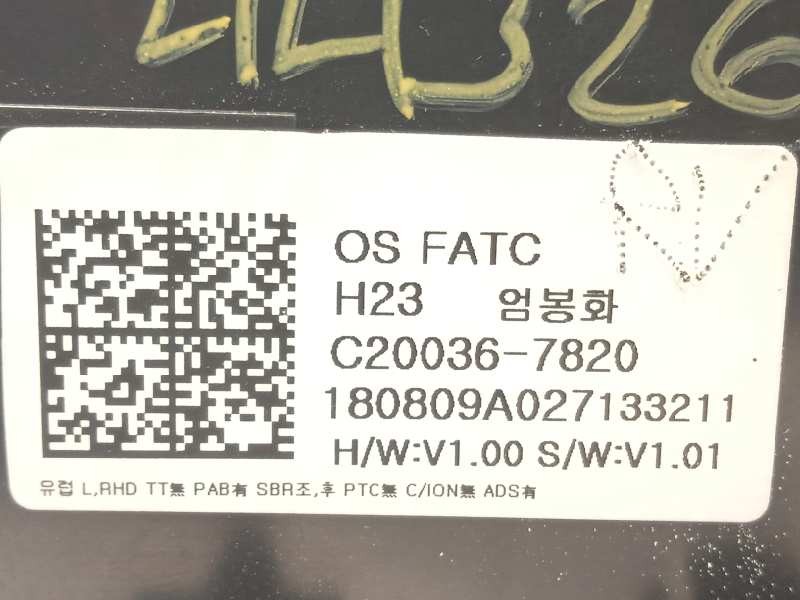 OS FATC
H23 엄봉화
C20036-7820
180809A027133211
H/W:V1.00 S/W:V1.01
유럽 L,RHD TT無 PAB有 SBR조,후 PTC無 C/ION無 ADS有